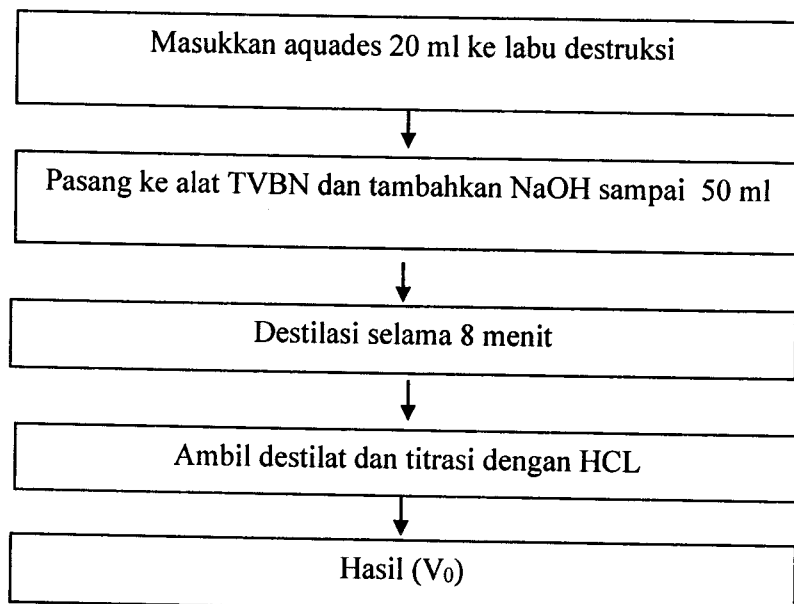 Masukkan aquades 20 ml ke labu destruksi
Pasang ke alat TVBN dan tambahkan NaOH sampai 50 ml
Destilasi selama 8 menit
Ambil destilat dan titrasi dengan HCL
Hasil (V₀)